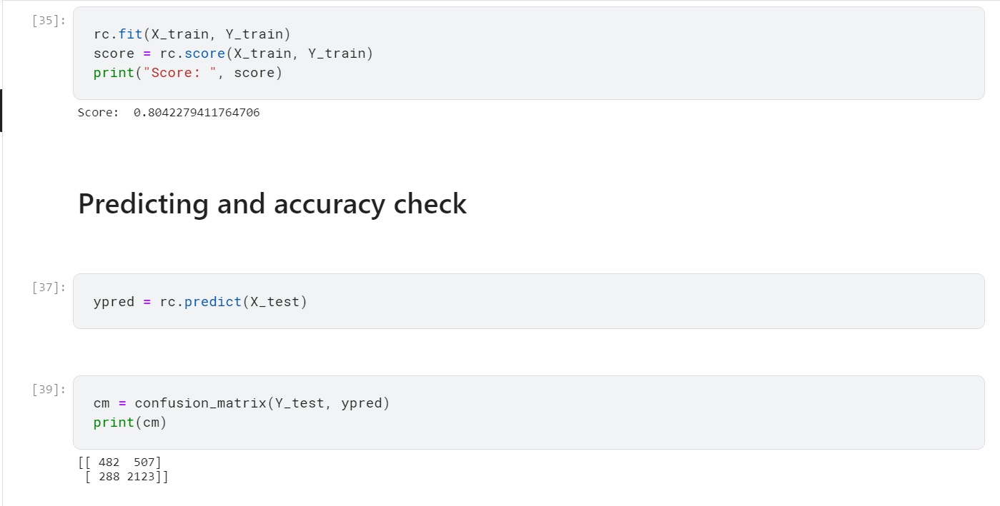 [35]:
rc.fit(X_train, Y_train)
score = rc.score(X_train, Y_train)
print("Score: ", score)
Score:  0.8042279411764706
Predicting and accuracy check
[37]:
ypred = rc.predict(X_test)
[39]:
cm = confusion_matrix(Y_test, ypred)
print(cm)
[[ 482  507]
 [ 288 2123]]